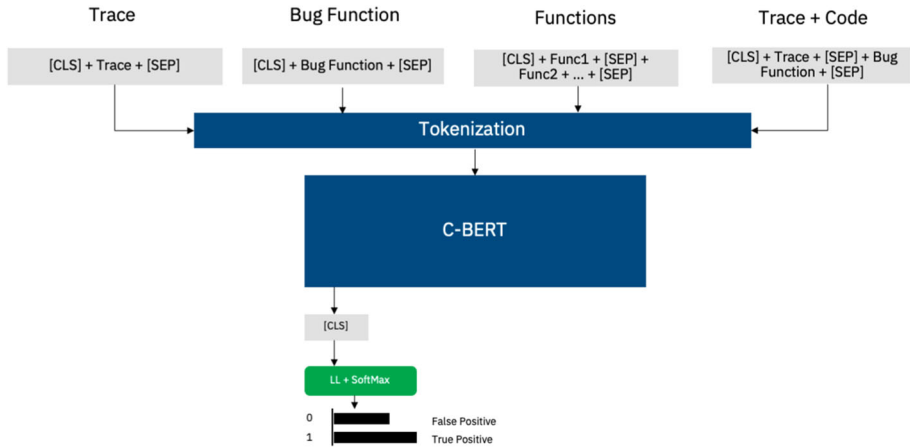 Trace
Bug Function
Functions
Trace + Code
[CLS] + Trace + [SEP]
[CLS] + Bug Function + [SEP]
[CLS] + Func1 + [SEP] +
Func2 + ... + [SEP]
[CLS] + Trace + [SEP] + Bug
Function + [SEP]
Tokenization
C-BERT
[CLS]
LL + SoftMax
0 False Positive
1 True Positive